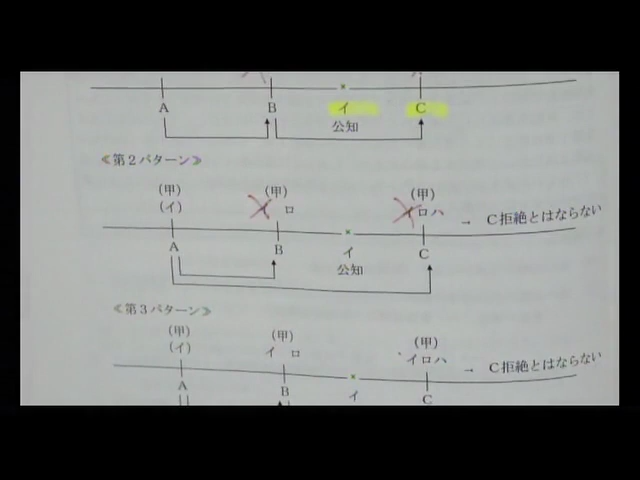 A B イ C
公知
≪第2パターン≫
(甲) (甲) (甲)
(イ) イ ロ イロハ → C拒絶とはならない
A B イ C
公知
≪第3パターン≫
(甲) (甲) (甲)
(イ) イ ロ イロハ → C拒絶とはならない
A B イ C